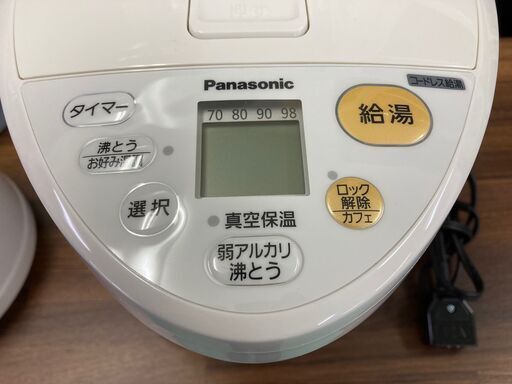 Panasonic
コードレス給湯
タイマー
70 80 90 98
給湯
沸とう
選択
ロック
解除
カフェ
真空保温
弱アルカリ
沸とう